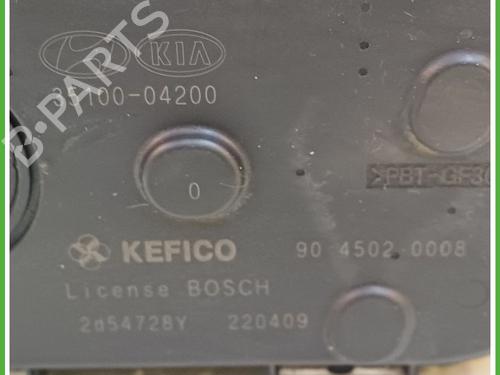 KIA
35100-04200
B-PARTS
0
>PBT-GF30
KEFICO
90 4502 0008
License BOSCH
2d54728Y 220409